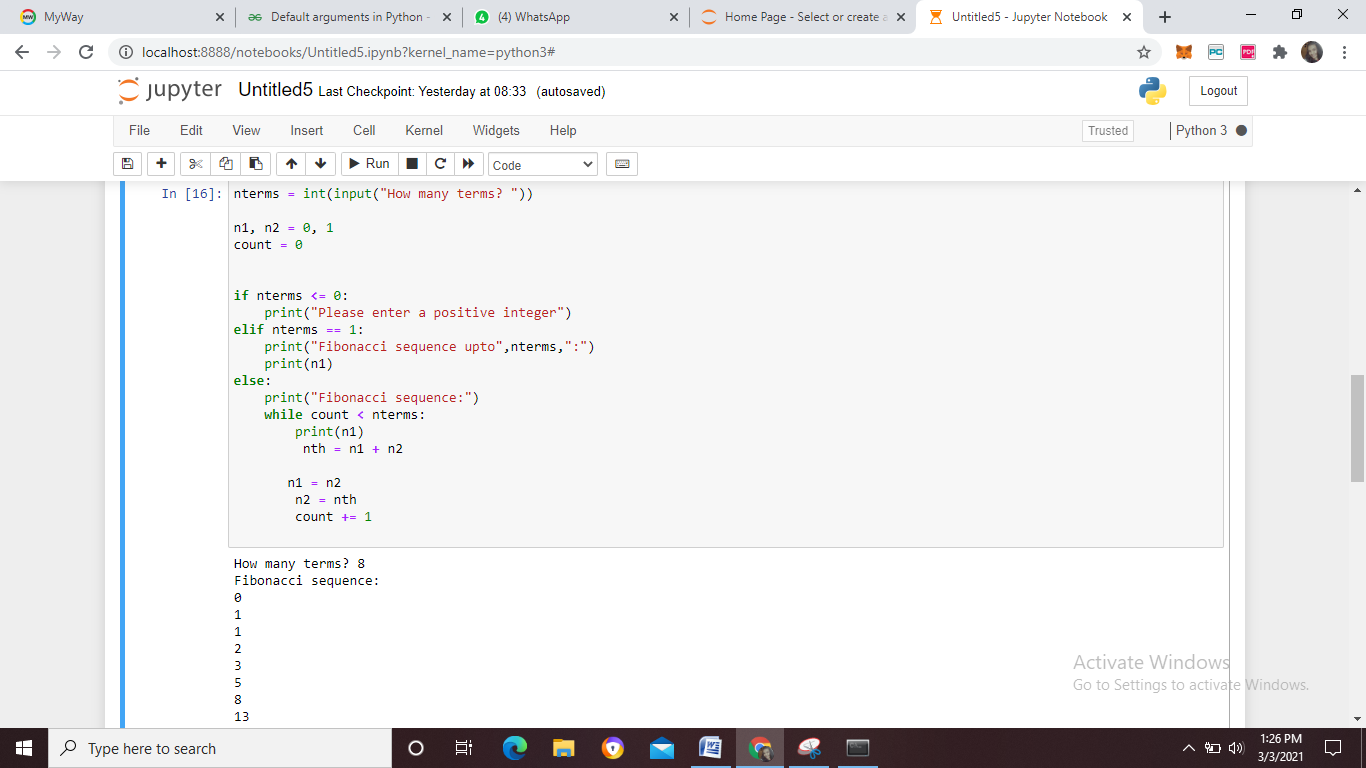 MyWay
Default arguments in Python -
(4) WhatsApp
Home Page - Select or create a
Untitled5 - Jupyter Notebook
localhost:8888/notebooks/Untitled5.ipynb?kernel_name=python3#
jupyter Untitled5 Last Checkpoint: Yesterday at 08:33 (autosaved)
Logout
File Edit View Insert Cell Kernel Widgets Help
Trusted
Python 3
Run
Code
In [16]: nterms = int(input("How many terms? "))

n1, n2 = 0, 1
count = 0


if nterms <= 0:
    print("Please enter a positive integer")
elif nterms == 1:
    print("Fibonacci sequence upto",nterms,":")
    print(n1)
else:
    print("Fibonacci sequence:")
    while count < nterms:
        print(n1)
         nth = n1 + n2

       n1 = n2
        n2 = nth
        count += 1

How many terms? 8
Fibonacci sequence:
0
1
1
2
3
5
8
13
Activate Windows
Go to Settings to activate Windows.
Type here to search
1:26 PM
3/3/2021